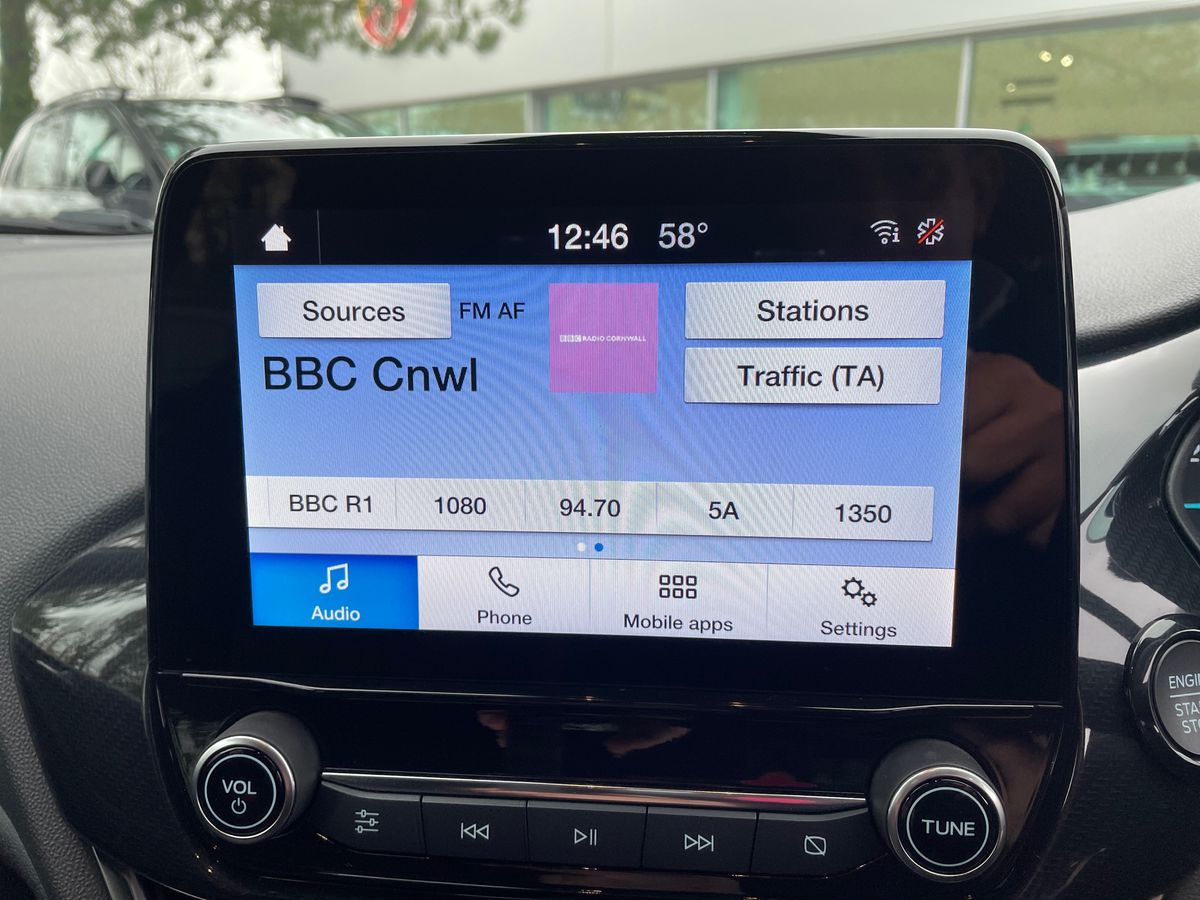 12:46 58°
Sources FM AF
BBC RADIO CORNWALL
Stations
BBC Cnwl
Traffic (TA)
BBC R1 1080 94.70 5A 1350
Audio Phone Mobile apps Settings
VOL
TUNE